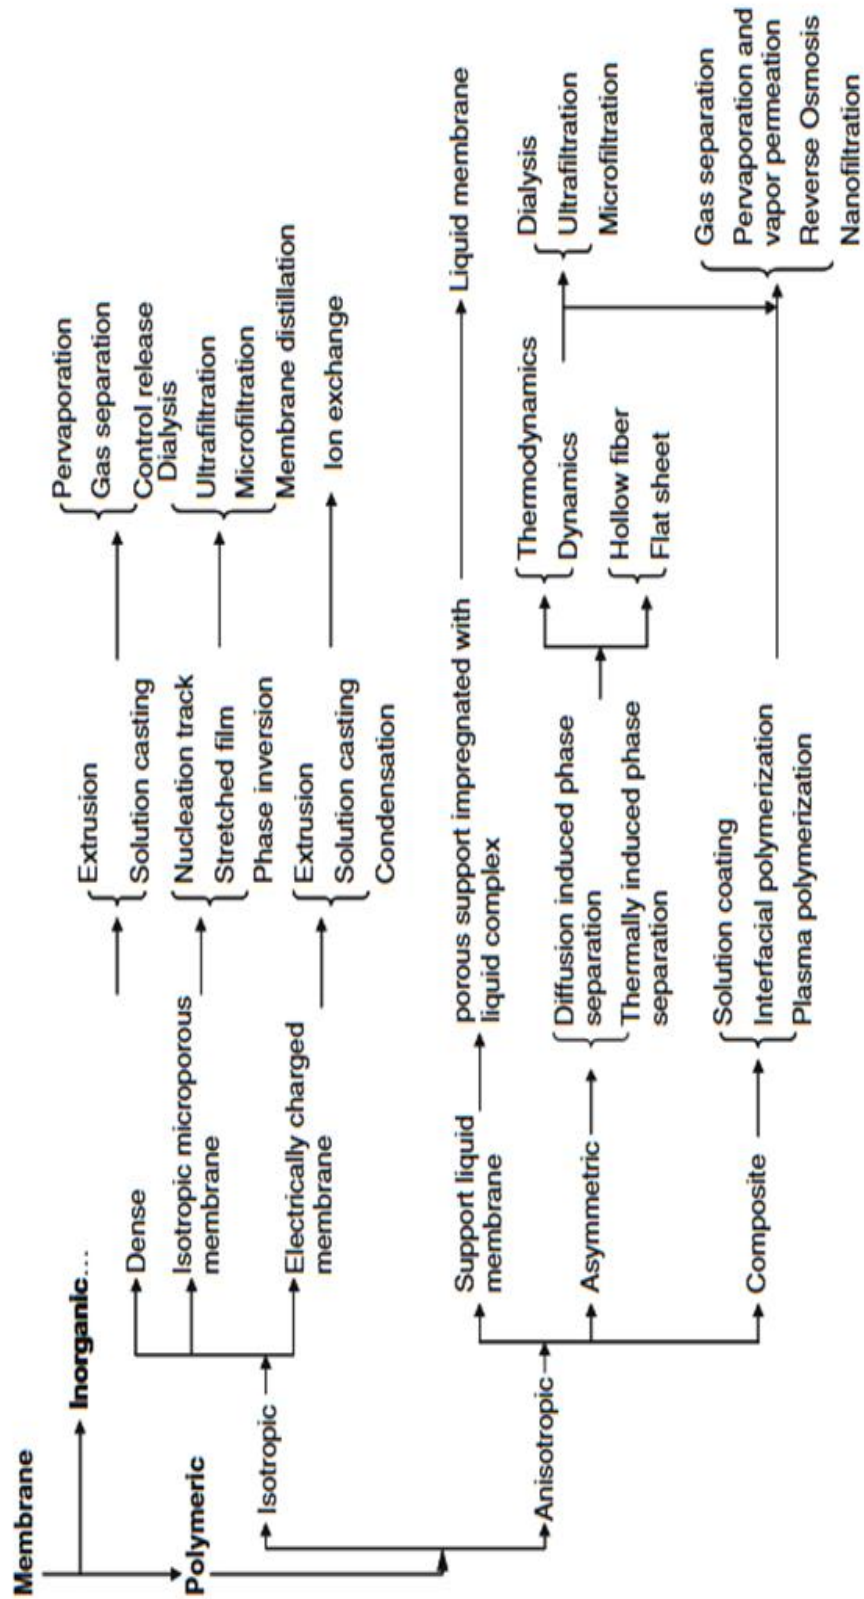 Membrane
Inorganic...
Polymeric
Isotropic
Dense
Extrusion
Solution casting
Pervaporation
Gas separation
Control release
Isotropic microporous
membrane
Nucleation track
Stretched film
Phase inversion
Dialysis
Ultrafiltration
Microfiltration
Membrane distillation
Electrically charged
membrane
Extrusion
Solution casting
Condensation
Ion exchange
Anisotropic
Support liquid
membrane
porous support impregnated with
liquid complex
Liquid membrane
Asymmetric
Diffusion induced phase
separation
Thermally induced phase
separation
Thermodynamics
Dynamics
Hollow fiber
Flat sheet
Dialysis
Ultrafiltration
Microfiltration
Composite
Solution coating
Interfacial polymerization
Plasma polymerization
Gas separation
Pervaporation and
vapor permeation
Reverse Osmosis
Nanofiltration